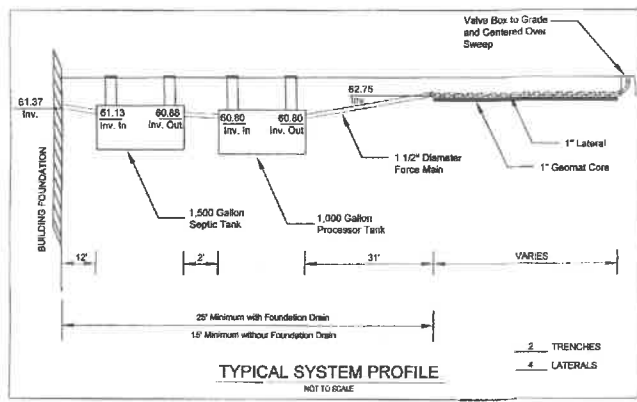 Valve Box to Grade
and Centered Over
Sweep
61.37
Inv.
61.13
Inv. In
60.88
Inv. Out
60.80
Inv. In
60.80
Inv. Out
62.75
Inv.
1" Lateral
1" Geomat Core
1 1/2" Diameter
Force Main
1,500 Gallon
Septic Tank
1,000 Gallon
Processor Tank
BUILDING FOUNDATION
12'
2'
31'
VARIES
25' Minimum with Foundation Drain
15' Minimum without Foundation Drain
2 TRENCHES
4 LATERALS
TYPICAL SYSTEM PROFILE
NOT TO SCALE